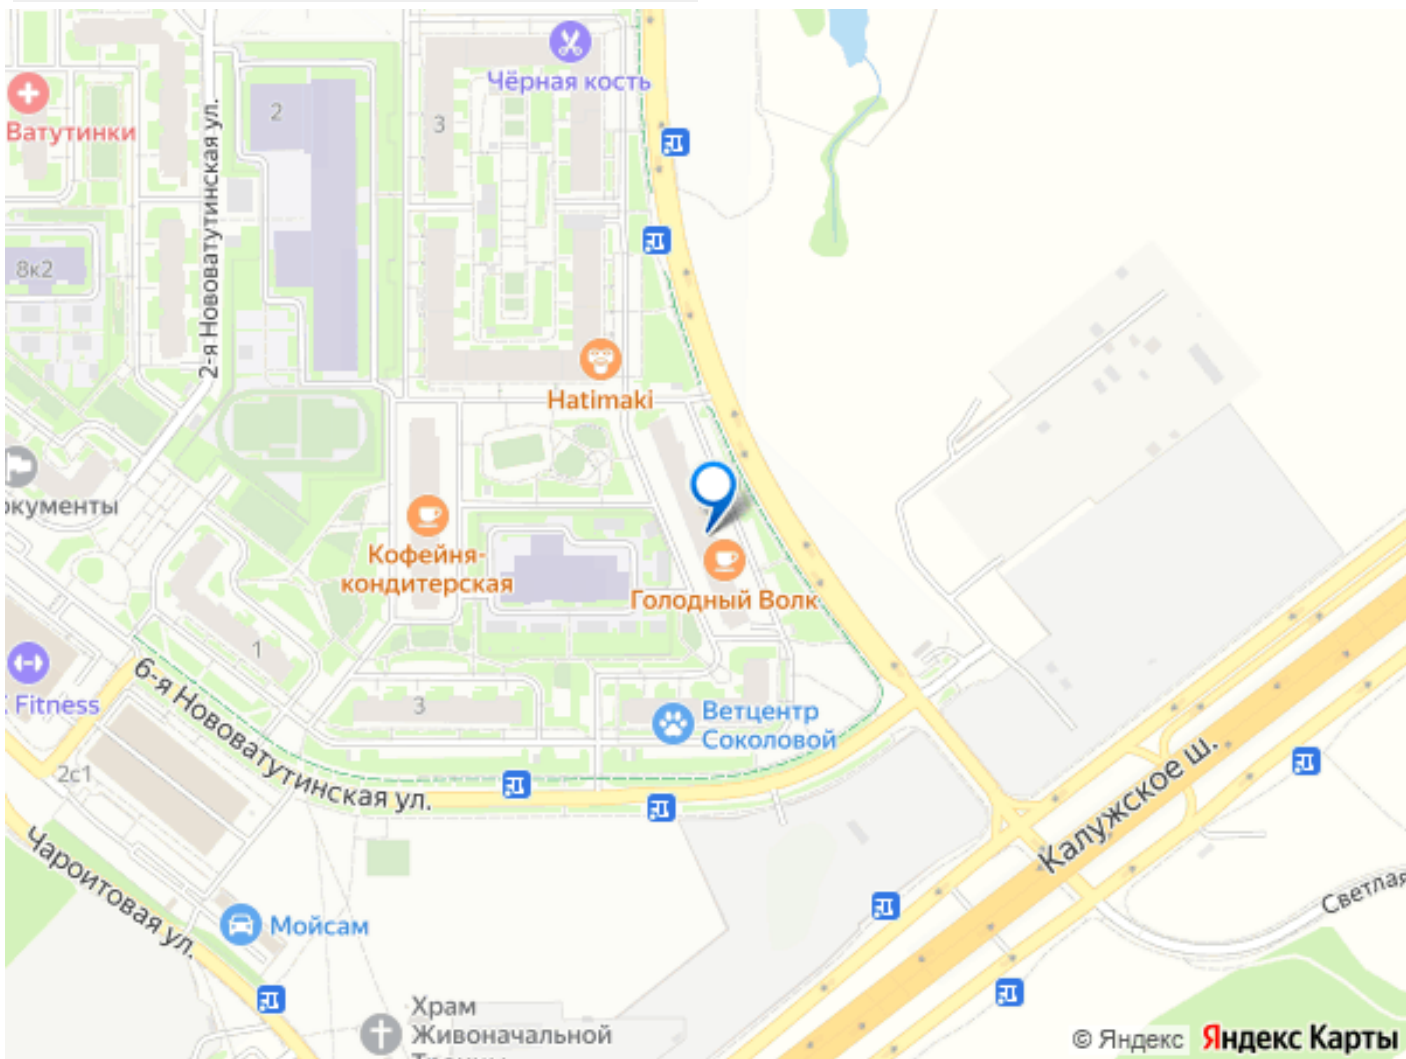 Чёрная кость
2
3
Ватутинки
2-я Нововатутинская ул.
8к2
Hatimaki
окументы
Кофейня-
кондитерская
Голодный Волк
1
6-я Нововатутинская ул.
Fitness
3
Ветцентр
Соколовой
2с1
Калужское ш.
Чароитовая ул.
Светлая
Мойсам
Храм
Живоначальной
Троицы
© Яндекс Яндекс Карты